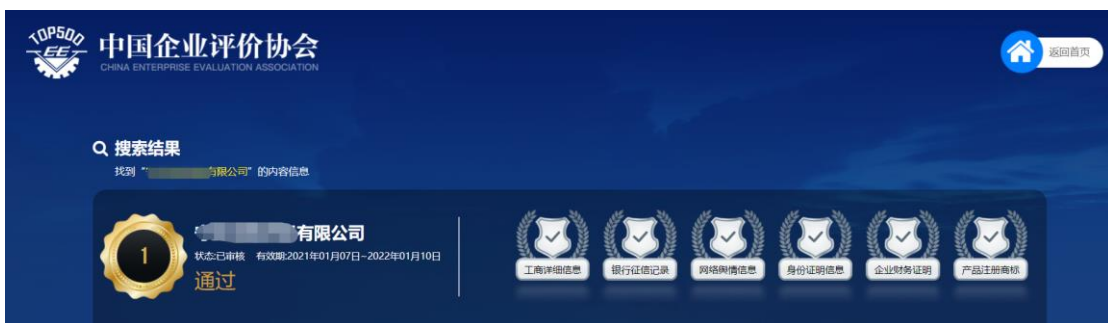 TOP500
EE
中国企业评价协会
CHINA ENTERPRISE EVALUATION ASSOCIATION
返回首页
搜索结果
找到 "有限公司" 的内容信息
1
有限公司
状态:已审核 有效期:2021年01月07日-2022年01月10日
通过
工商详细信息
银行征信记录
网络舆情信息
身份证明信息
企业财务证明
产品注册商标